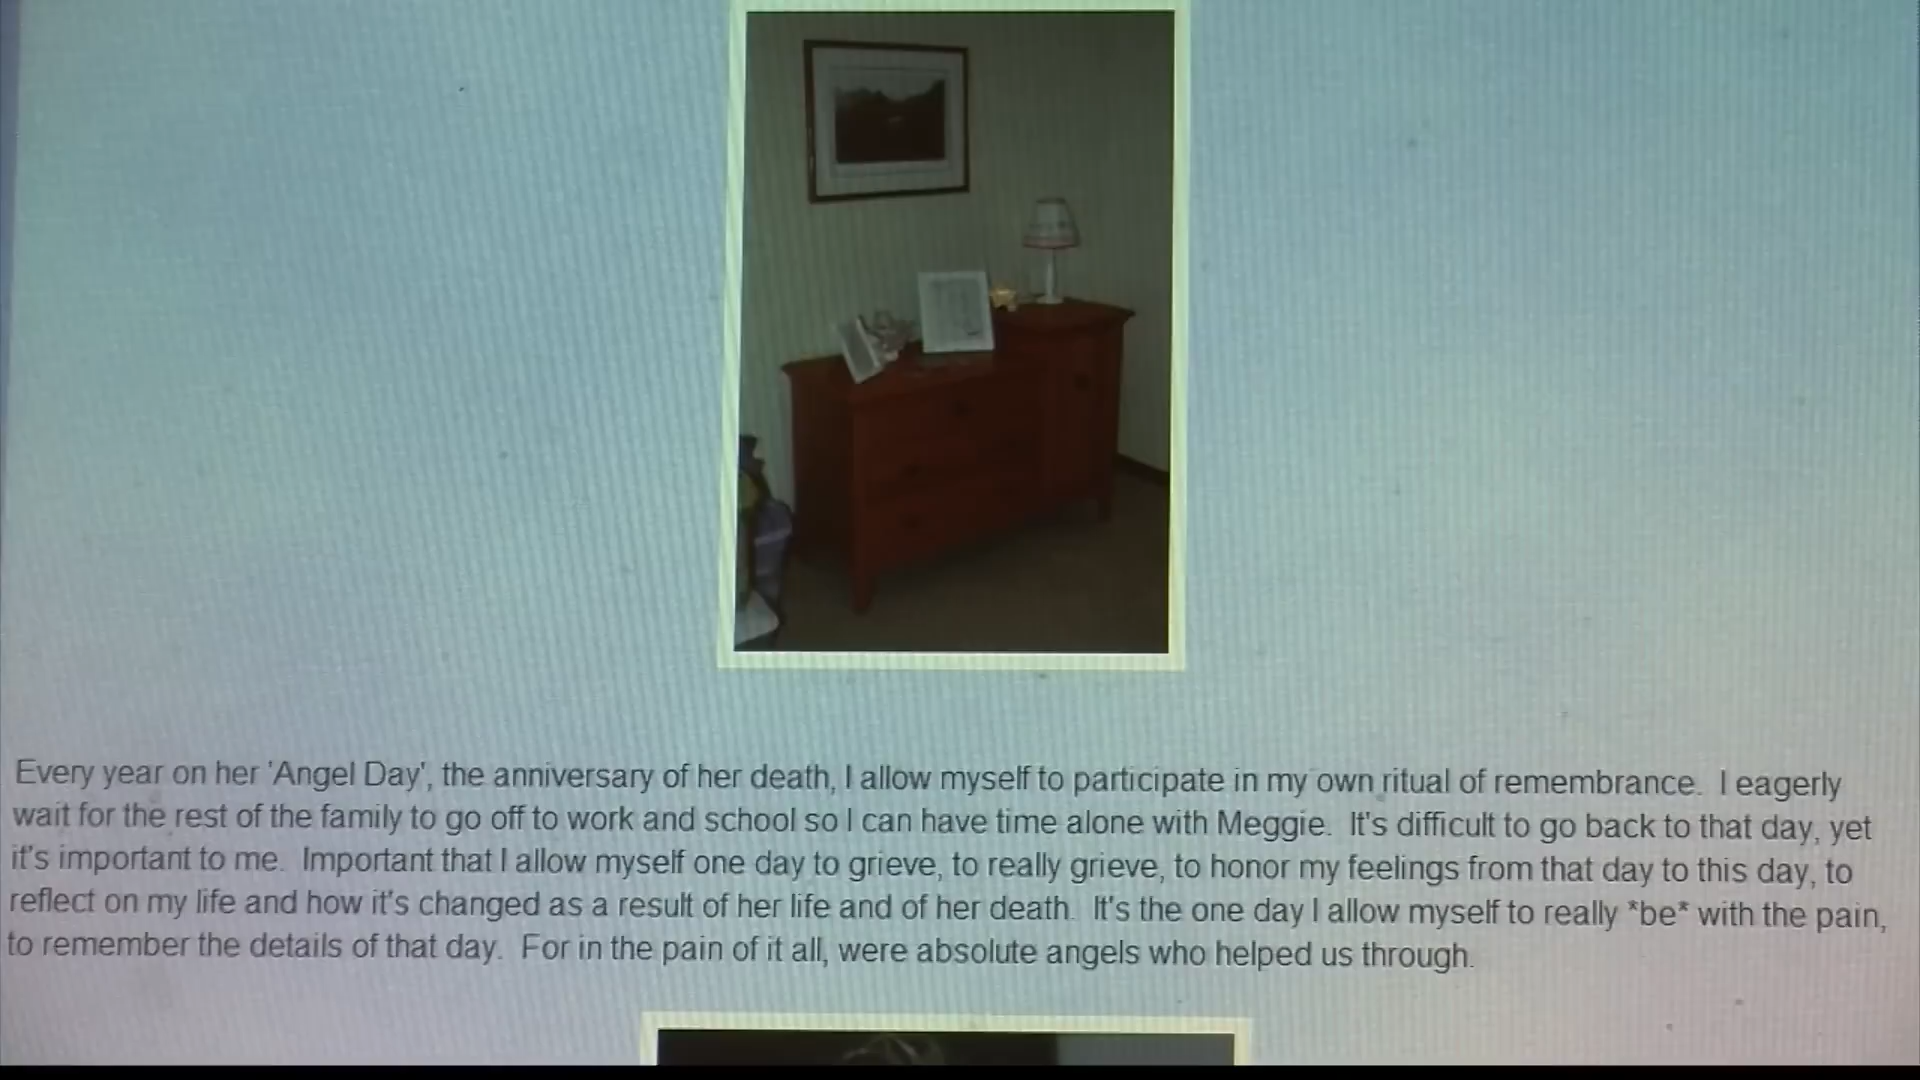 Every year on her 'Angel Day', the anniversary of her death, I allow myself to participate in my own ritual of remembrance.  I eagerly
wait for the rest of the family to go off to work and school so I can have time alone with Meggie.  It's difficult to go back to that day, yet
it's important to me.  Important that I allow myself one day to grieve, to really grieve, to honor my feelings from that day to this day, to
reflect on my life and how it's changed as a result of her life and of her death.  It's the one day I allow myself to really *be* with the pain,
to remember the details of that day.  For in the pain of it all, were absolute angels who helped us through.